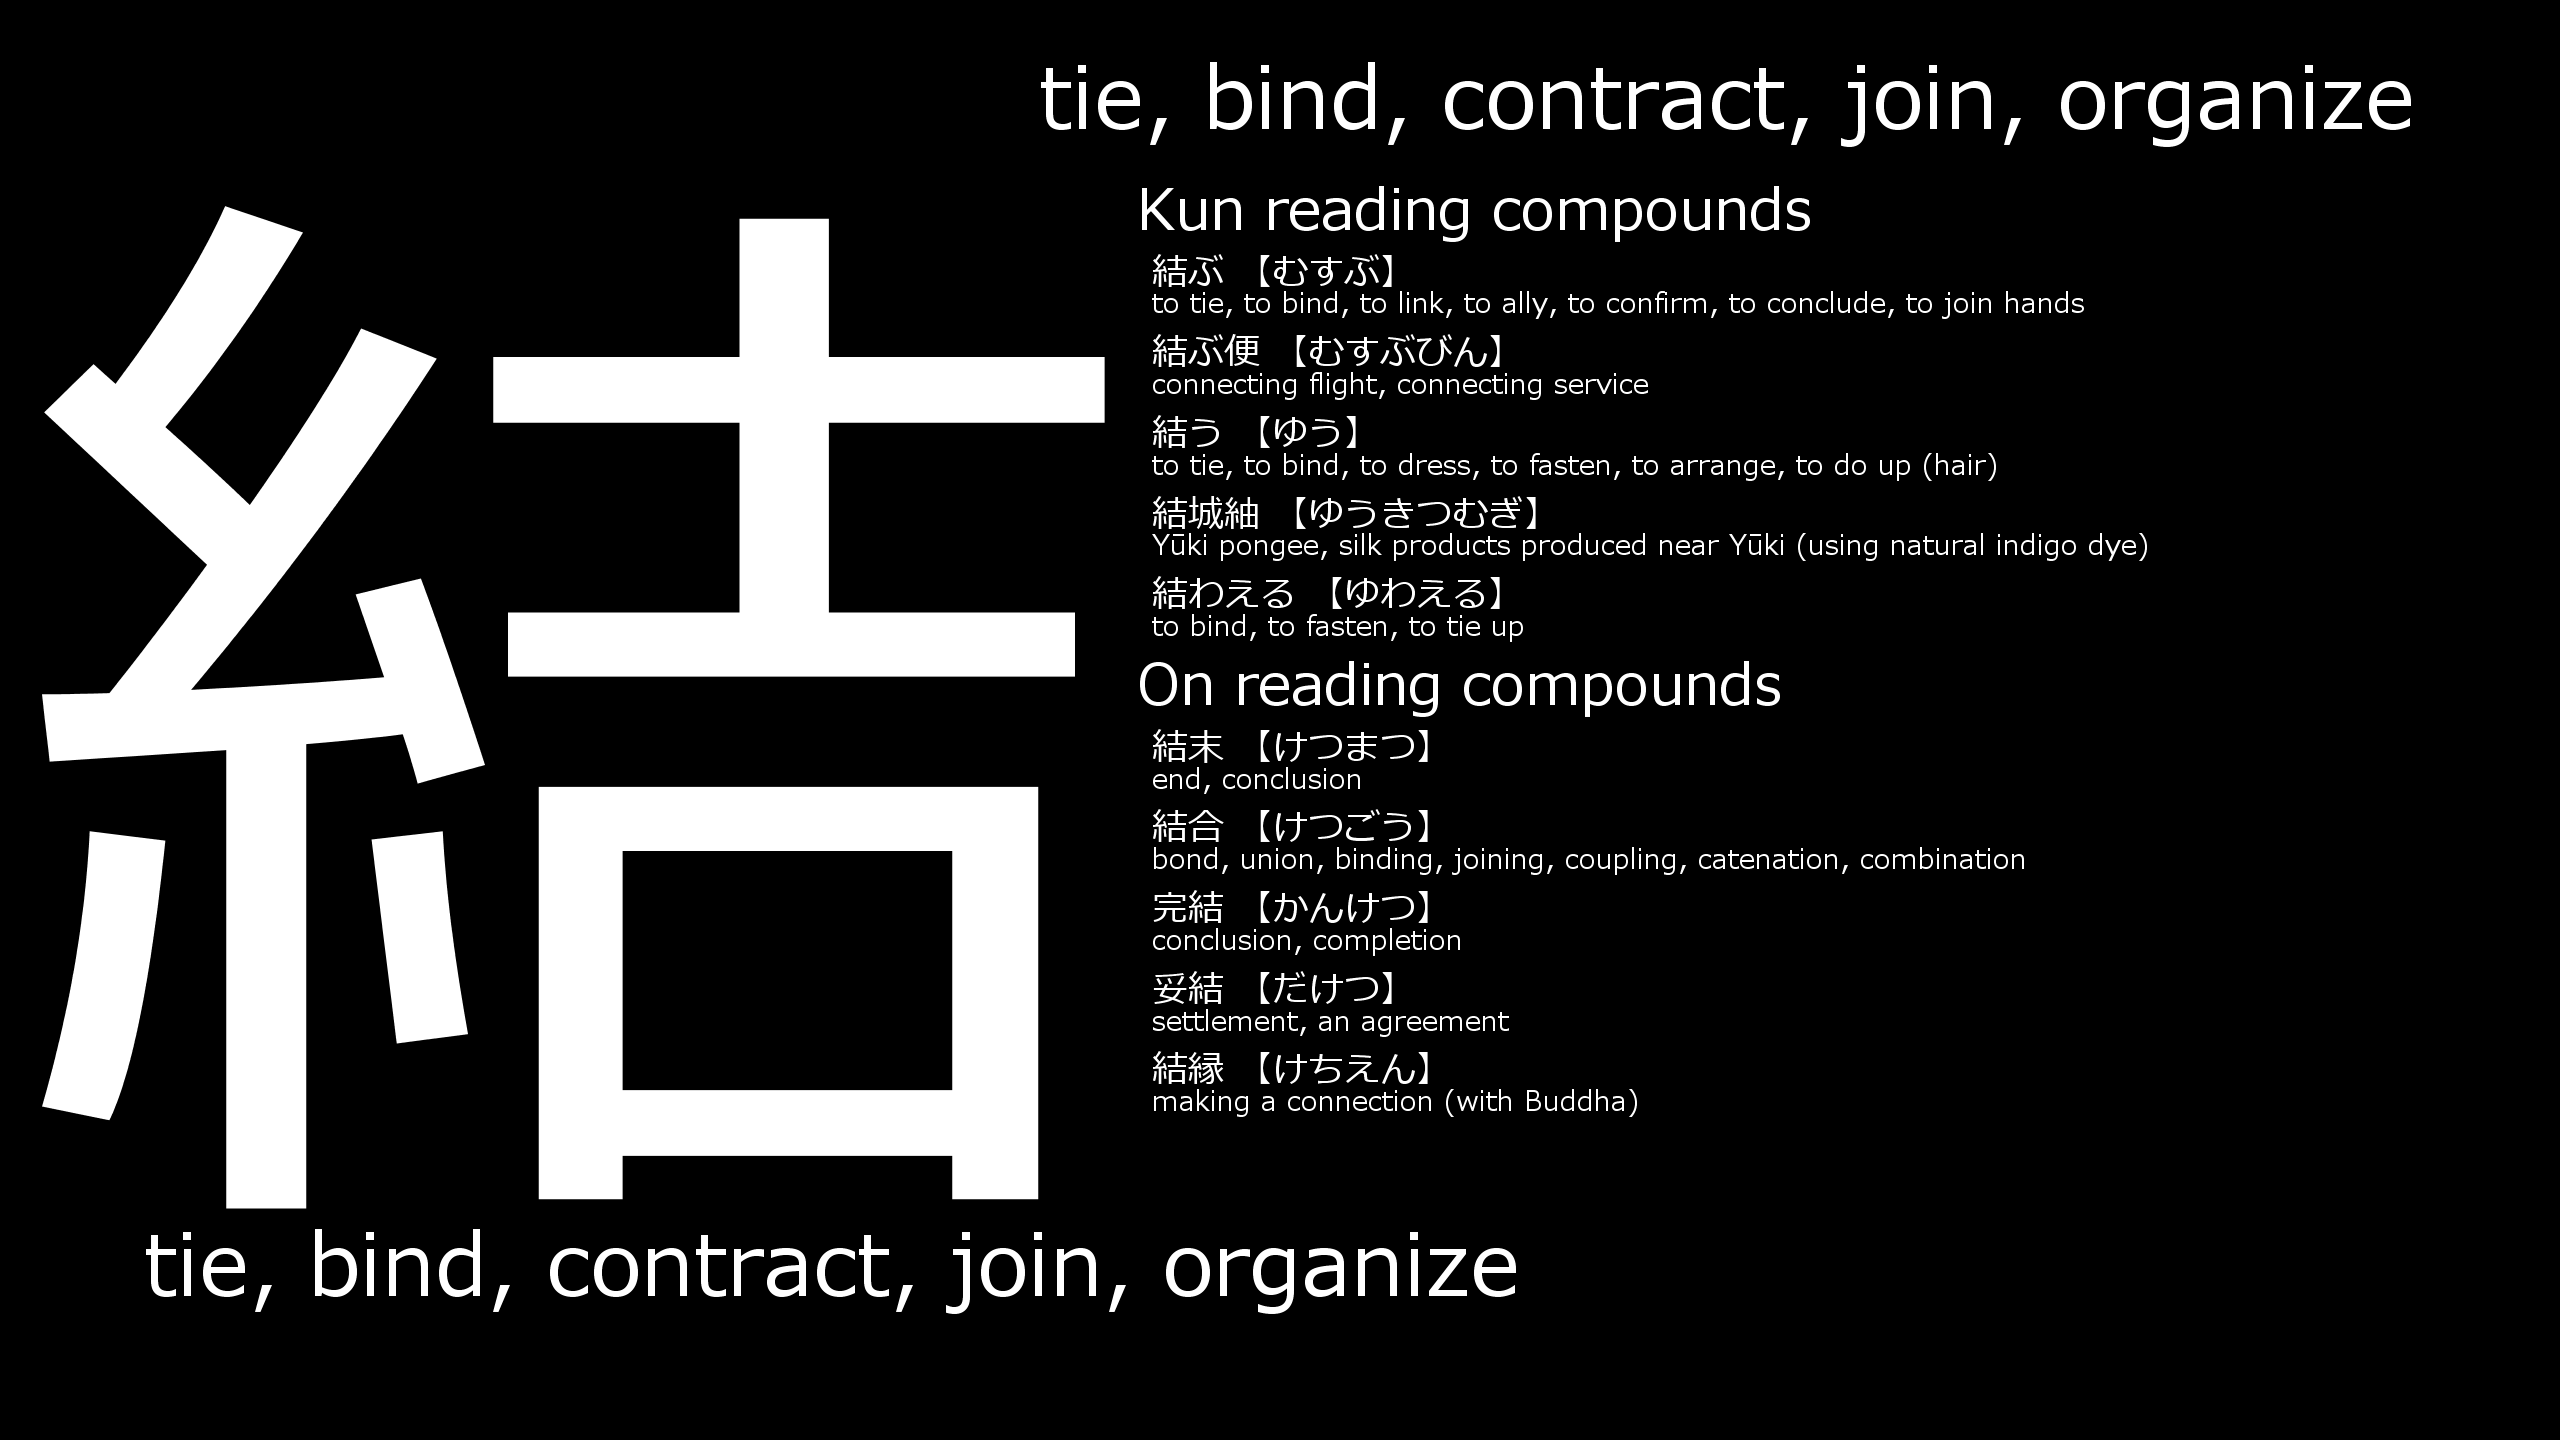 tie, bind, contract, join, organize
結
Kun reading compounds
結ぶ 【むすぶ】
to tie, to bind, to link, to ally, to confirm, to conclude, to join hands
結ぶ便 【むすぶびん】
connecting flight, connecting service
結う 【ゆう】
to tie, to bind, to dress, to fasten, to arrange, to do up (hair)
結城紬 【ゆうきつむぎ】
Yūki pongee, silk products produced near Yūki (using natural indigo dye)
結わえる 【ゆわえる】
to bind, to fasten, to tie up
On reading compounds
結末 【けつまつ】
end, conclusion
結合 【けつごう】
bond, union, binding, joining, coupling, catenation, combination
完結 【かんけつ】
conclusion, completion
妥結 【だけつ】
settlement, an agreement
結縁 【けちえん】
making a connection (with Buddha)
tie, bind, contract, join, organize